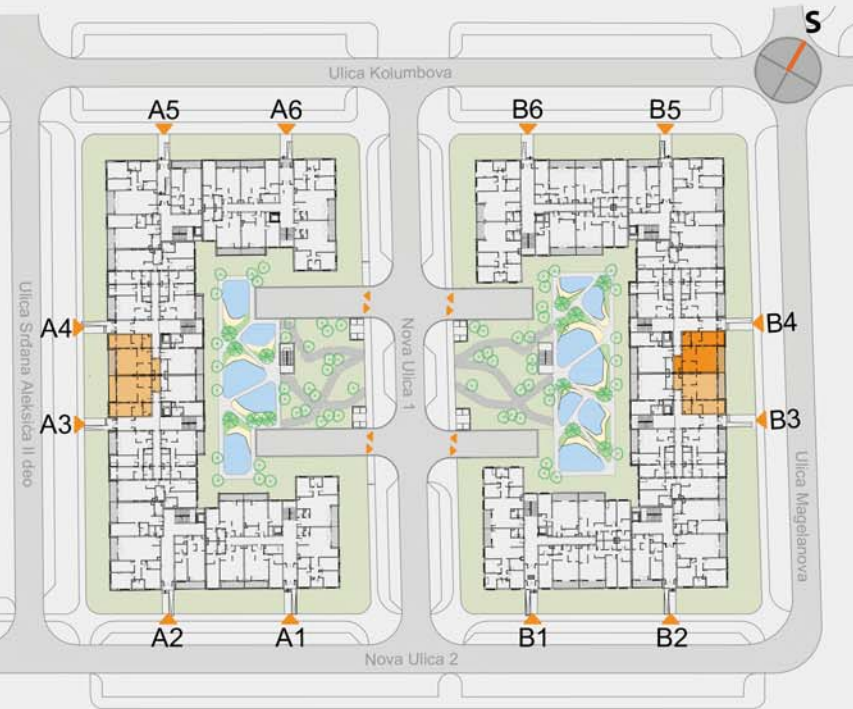 S
Ulica Kolumbova
A5
A6
B6
B5
Ulica Srđana Aleksića II deo
A4
Nova Ulica 1
B4
A3
B3
Ulica Magelanova
A2
A1
B1
B2
Nova Ulica 2